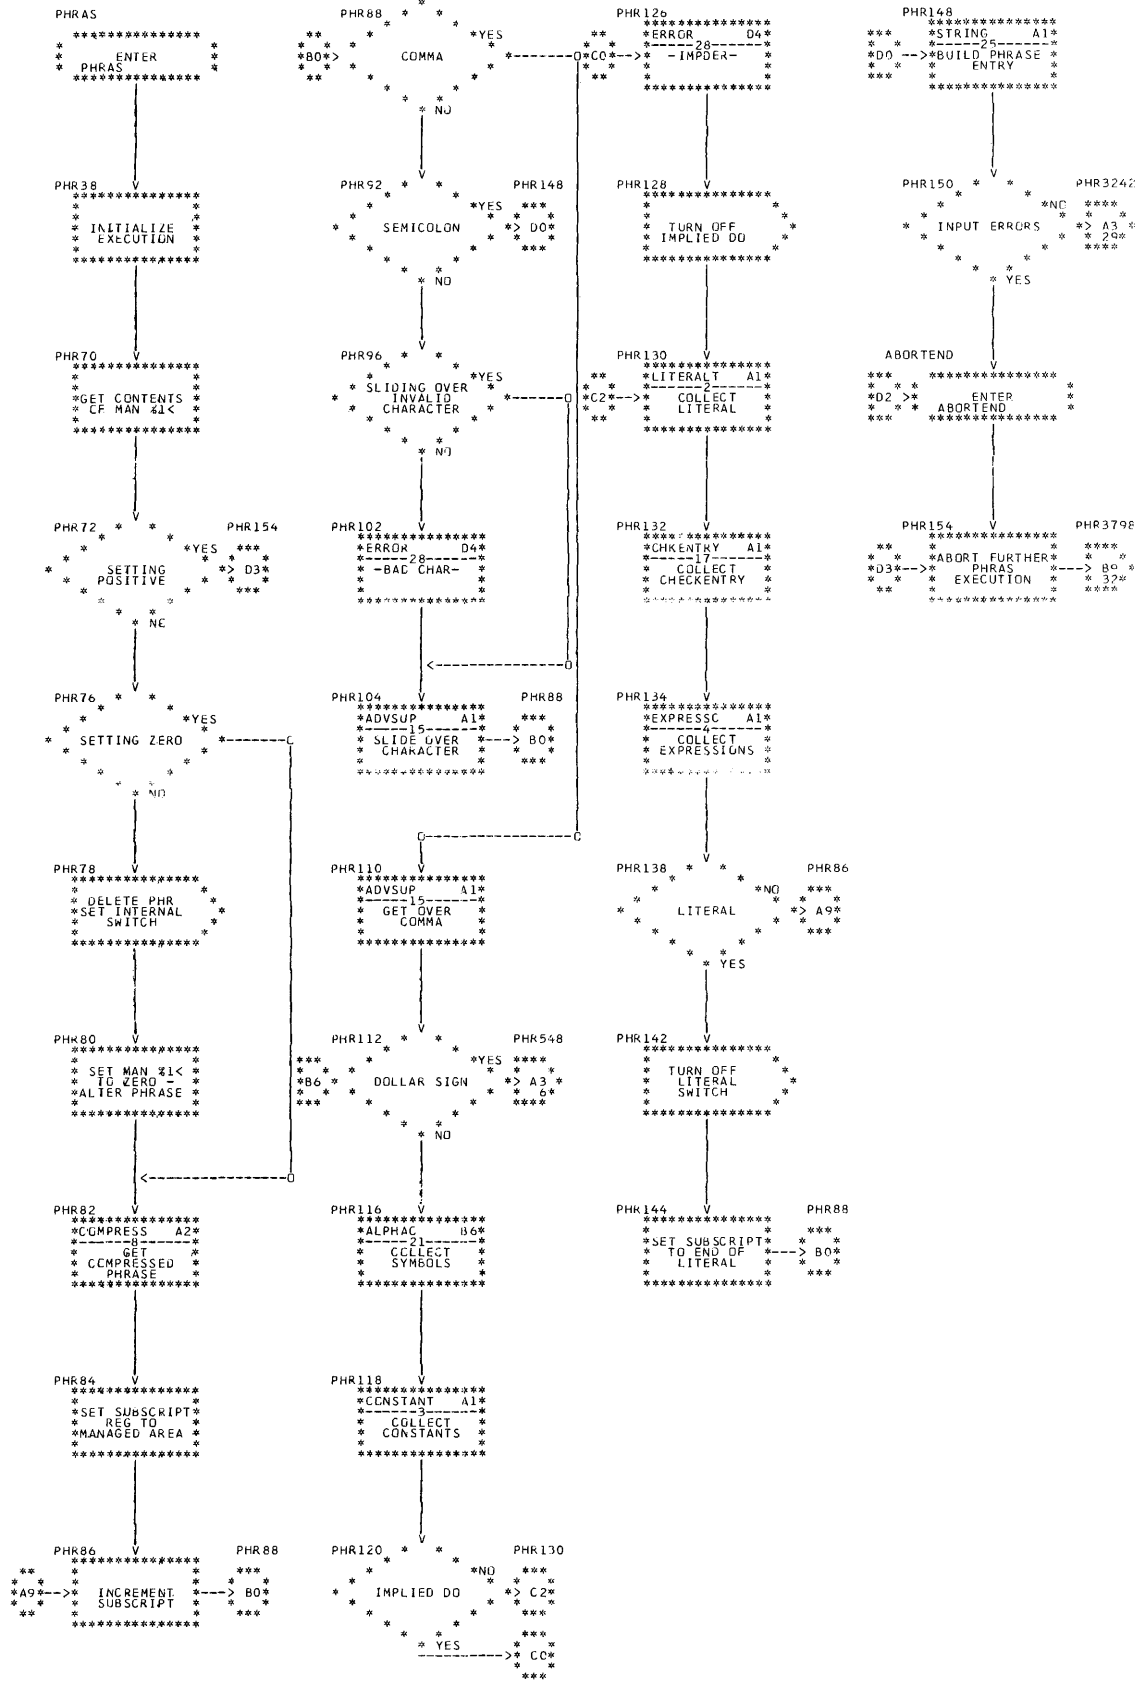 PHRAS
ENTER
PHRAS
PHR38
INITIALIZE
EXECUTION
PHR70
GET CONTENTS
CF MAN %1<
PHR72
YES
PHR154
SETTING
POSITIVE
D3
NE
PHR76
YES
SETTING ZERO
NO
PHR78
DELETE PHR
SET INTERNAL
SWITCH
PHR80
SET MAN %1<
TO ZERO -
ALTER PHRASE
PHR82
COMPRESS A2
8
GET
COMPRESSED
PHRASE
PHR84
SET SUBSCRIPT
REG TO
MANAGED AREA
PHR86
PHR88
A9
INCREMENT
SUBSCRIPT
B0
PHR88
YES
B0
COMMA
NO
PHR92
YES
PHR148
SEMICOLON
D0
NO
PHR96
YES
SLIDING OVER
INVALID
CHARACTER
NO
PHR102
ERROR D4
28
-BAD CHAR-
PHR104
PHR88
ADVSUP A1
15
SLIDE OVER
CHARACTER
B0
PHR110
ADVSUP A1
15
GET OVER
COMMA
PHR112
YES
PHR548
B6
DOLLAR SIGN
A3
6
NO
PHR116
ALPHAC B6
21
COLLECT
SYMBOLS
PHR118
CONSTANT A1
3
COLLECT
CONSTANTS
PHR120
NO
PHR130
IMPLIED DO
C2
YES
C0
PHR126
C0
ERROR D4
28
-IMPDER-
PHR128
TURN OFF
IMPLIED DO
PHR130
LITERALT A1
2
C2
COLLECT
LITERAL
PHR132
CHKENTRY A1
17
COLLECT
CHECKENTRY
PHR134
EXPRESSC A1
4
COLLECT
EXPRESSIONS
PHR138
NO
PHR86
LITERAL
A9
YES
PHR142
TURN OFF
LITERAL
SWITCH
PHR144
PHR88
SET SUBSCRIPT
TO END OF
LITERAL
B0
PHR148
STRING A1
25
D0
BUILD PHRASE
ENTRY
PHR150
NO
PHR3242
INPUT ERRORS
A3
29
YES
ABORTEND
D2
ENTER
ABORTEND
PHR154
PHR3798
D3
ABORT FURTHER
PHRAS
EXECUTION
B9
32